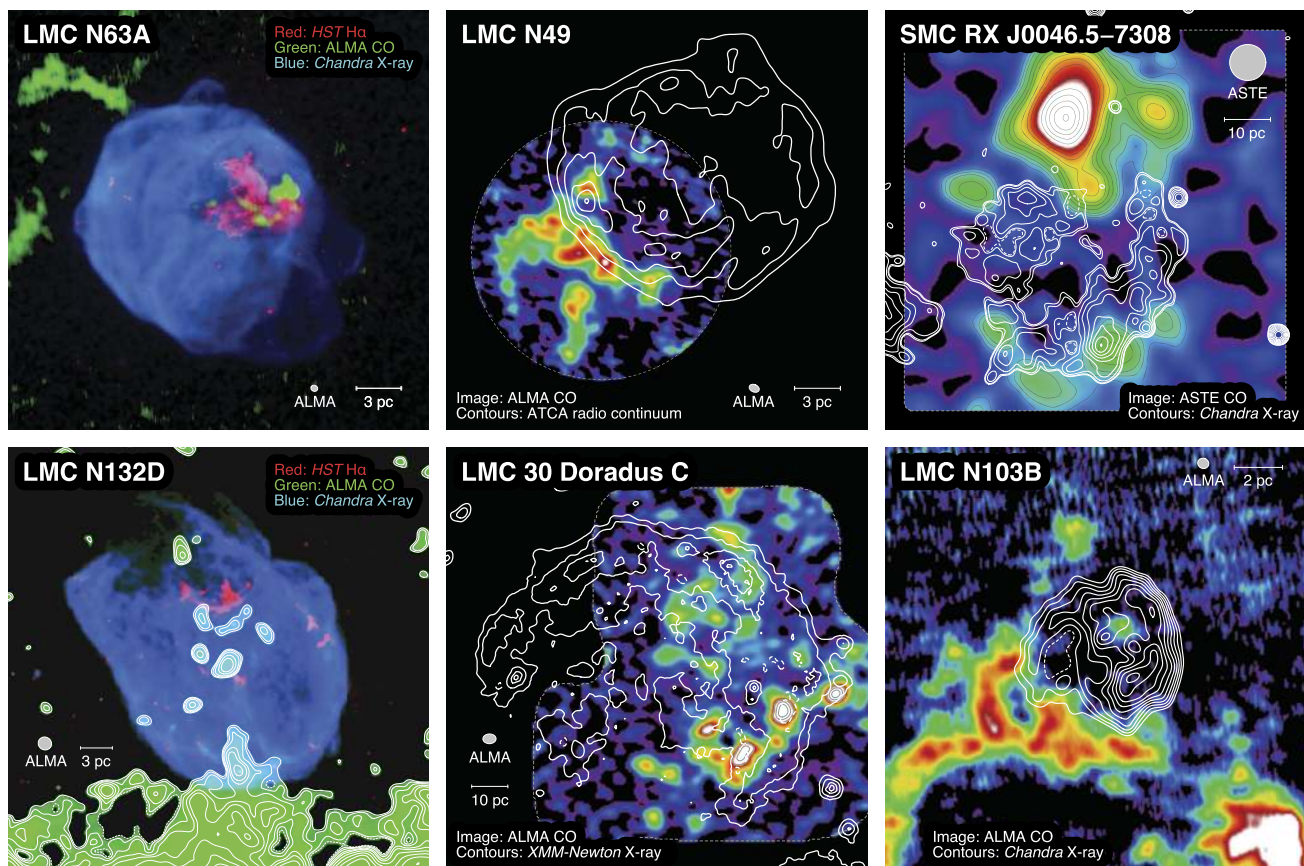 LMC N63A
Red: HST Hα
Green: ALMA CO
Blue: Chandra X-ray
ALMA
3 pc
LMC N49
Image: ALMA CO
Contours: ATCA radio continuum
ALMA
3 pc
SMC RX J0046.5−7308
ASTE
10 pc
Image: ASTE CO
Contours: Chandra X-ray
LMC N132D
Red: HST Hα
Green: ALMA CO
Blue: Chandra X-ray
ALMA
3 pc
LMC 30 Doradus C
ALMA
10 pc
Image: ALMA CO
Contours: XMM-Newton X-ray
LMC N103B
ALMA
2 pc
Image: ALMA CO
Contours: Chandra X-ray